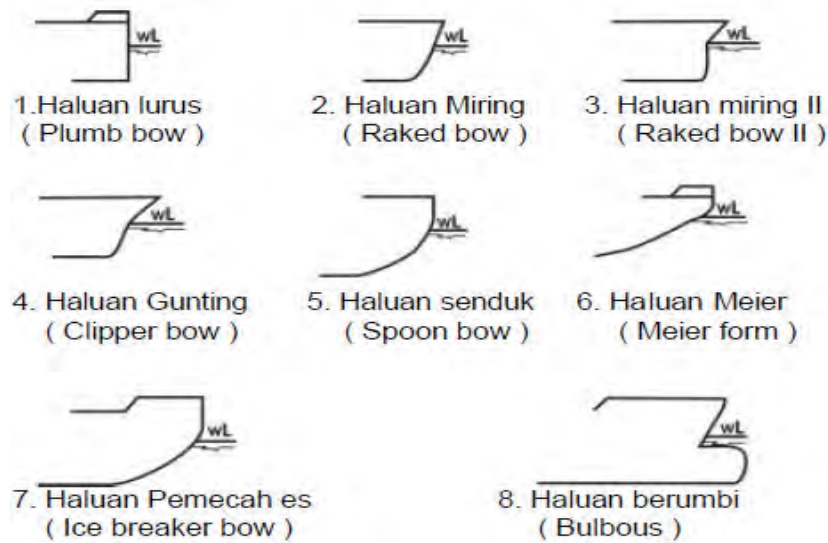 wL
wL
wL
1.Haluan lurus
( Plumb bow )
2. Haluan Miring
( Raked bow )
3. Haluan miring II
( Raked bow II )
wL
wL
wL
4. Haluan Gunting
( Clipper bow )
5. Haluan senduk
( Spoon bow )
6. Haluan Meier
( Meier form )
wL
wL
7. Haluan Pemecah es
( Ice breaker bow )
8. Haluan berumbi
( Bulbous )